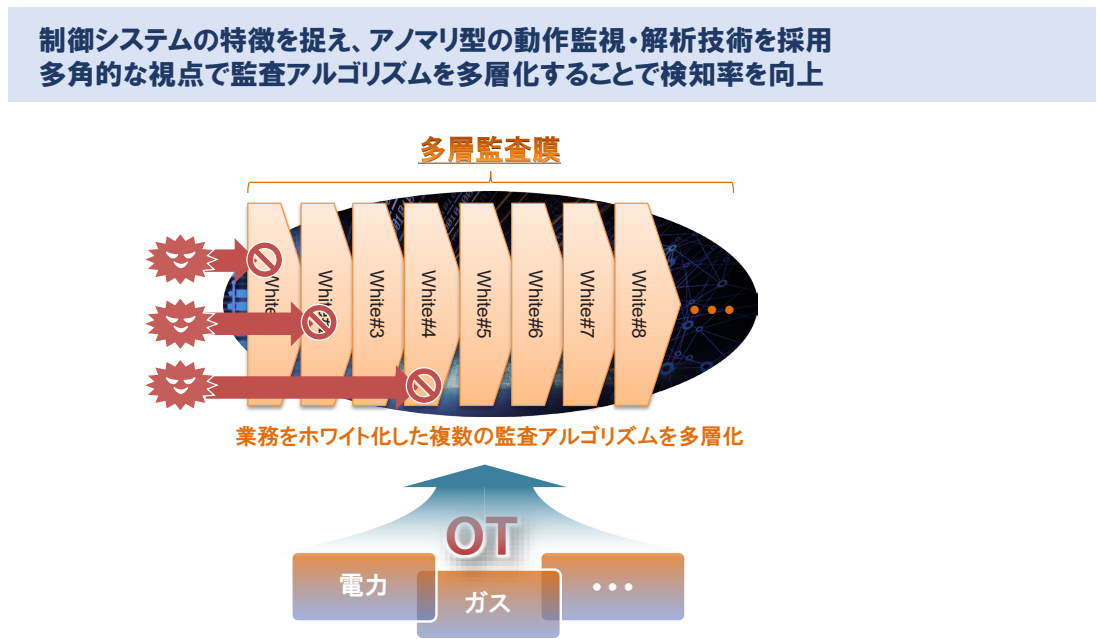 制御システムの特徴を捉え、アノマリ型の動作監視・解析技術を採用
多角的な視点で監査アルゴリズムを多層化することで検知率を向上
多層監査膜
White#3
White#4
White#5
White#6
White#7
White#8
・・・
業務をホワイト化した複数の監査アルゴリズムを多層化
OT
電力
ガス
・・・